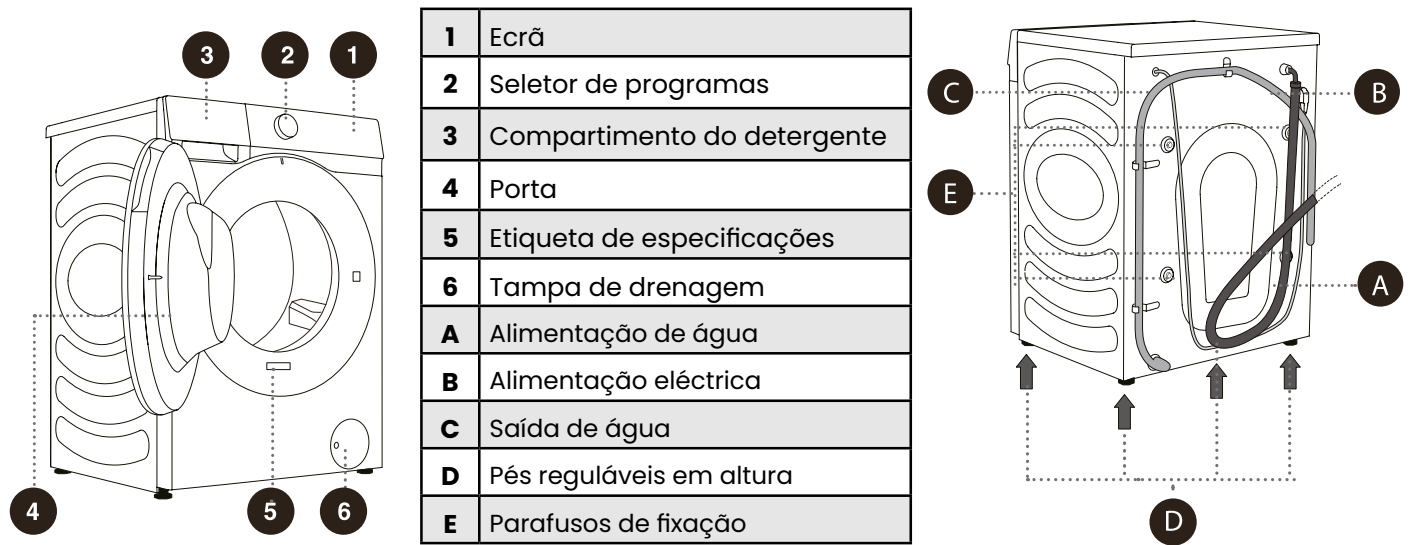 3 2 1
4 5 6
1 Ecrã
2 Seletor de programas
3 Compartimento do detergente
4 Porta
5 Etiqueta de especificações
6 Tampa de drenagem
A Alimentação de água
B Alimentação eléctrica
C Saída de água
D Pés reguláveis em altura
E Parafusos de fixação
C B
E
A
D